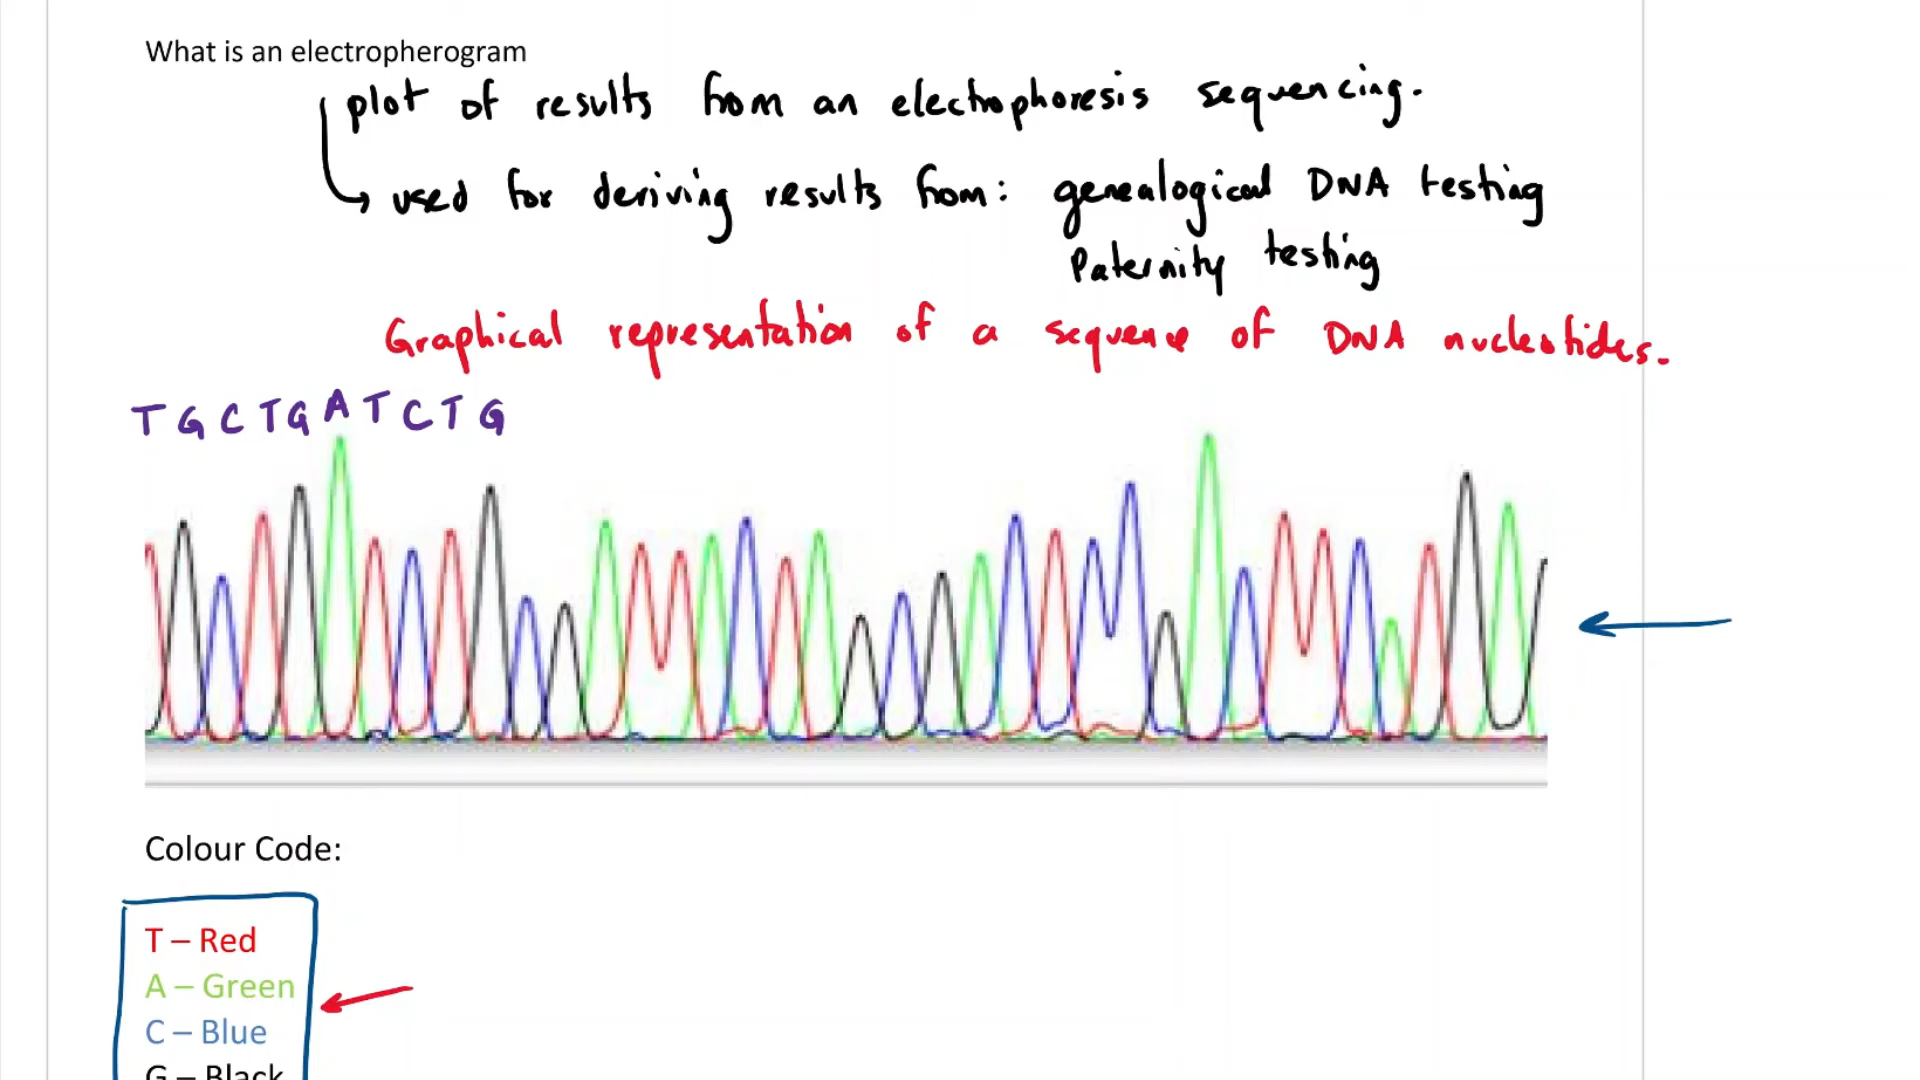 What is an electropherogram
plot of results from an electrophoresis sequencing.
used for deriving results from: genealogical DNA testing
Paternity testing
Graphical representation of a sequence of DNA nucleotides.
T G C T G A T C T G
Colour Code:
T – Red
A – Green
C – Blue
G – Black